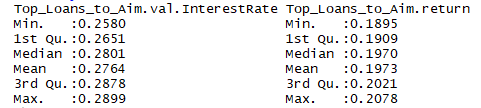 Top_Loans_to_Aim.val.InterestRate Top_Loans_to_Aim.return
Min.   :0.2580 Min.   :0.1895
1st Qu.:0.2651 1st Qu.:0.1909
Median :0.2801 Median :0.1970
Mean   :0.2764 Mean   :0.1973
3rd Qu.:0.2878 3rd Qu.:0.2021
Max.   :0.2899 Max.   :0.2078